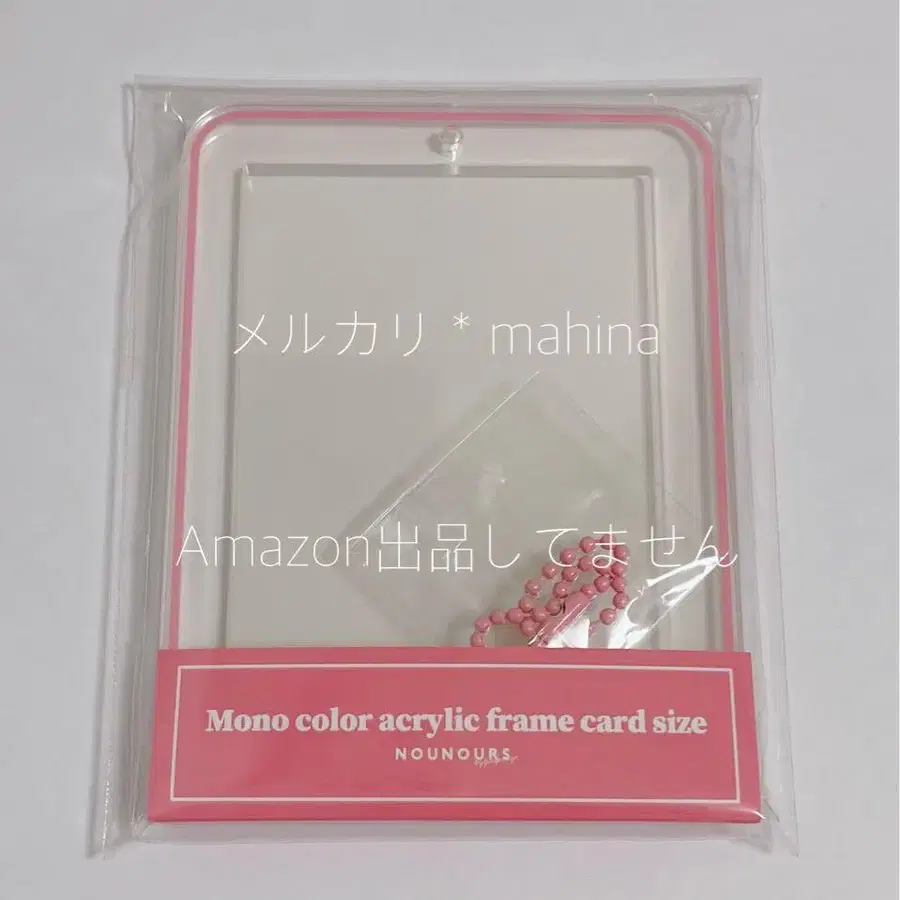 メルカリ * mahina
Amazon出品してません
Mono color acrylic frame card size
NOUNOURS